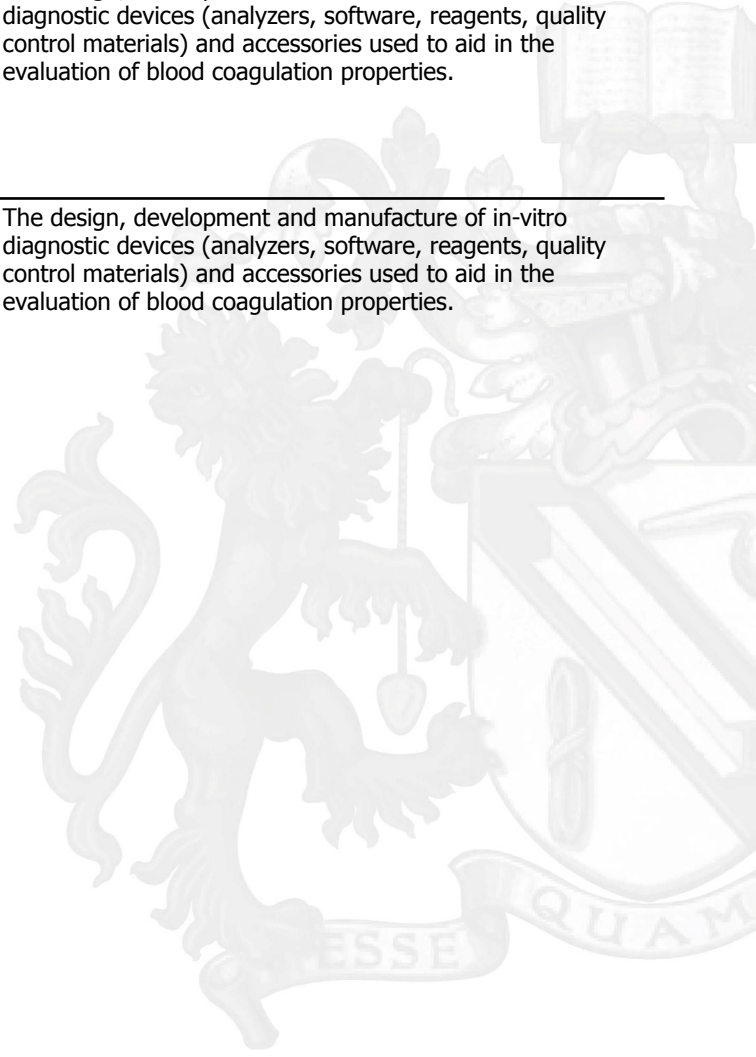 diagnostic devices (analyzers, software, reagents, quality
control materials) and accessories used to aid in the
evaluation of blood coagulation properties.
The design, development and manufacture of in-vitro
diagnostic devices (analyzers, software, reagents, quality
control materials) and accessories used to aid in the
evaluation of blood coagulation properties.
ESSE QUAM